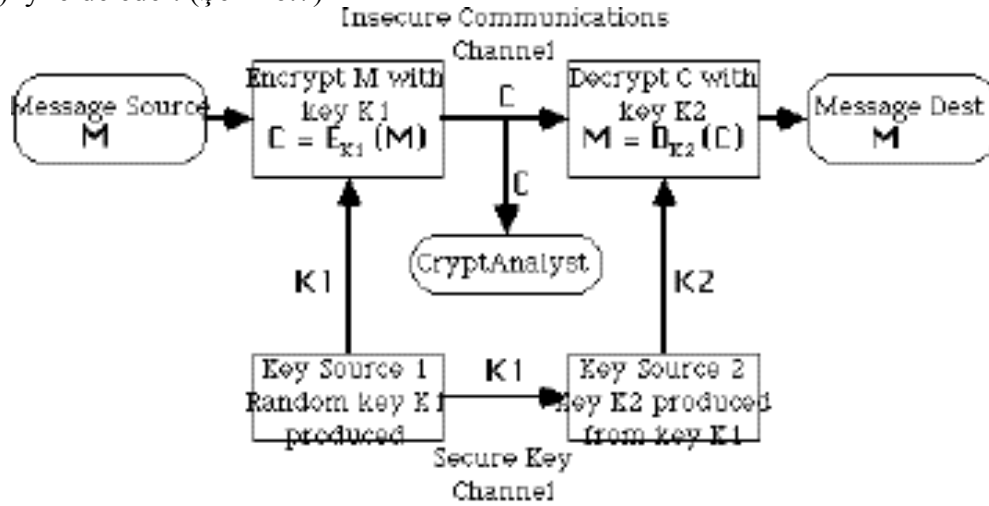 Insecure Communications
Channel
Message Source
M
Encrypt M with
key K1
C = E_K1 (M)
C
Decrypt C with
key K2
M = D_K2 (C)
Message Dest
M
C
CryptAnalyst
K1
K2
Key Source 1
Random key K1
produced
K1
Key Source 2
Key K2 produced
from key K1
Secure Key
Channel